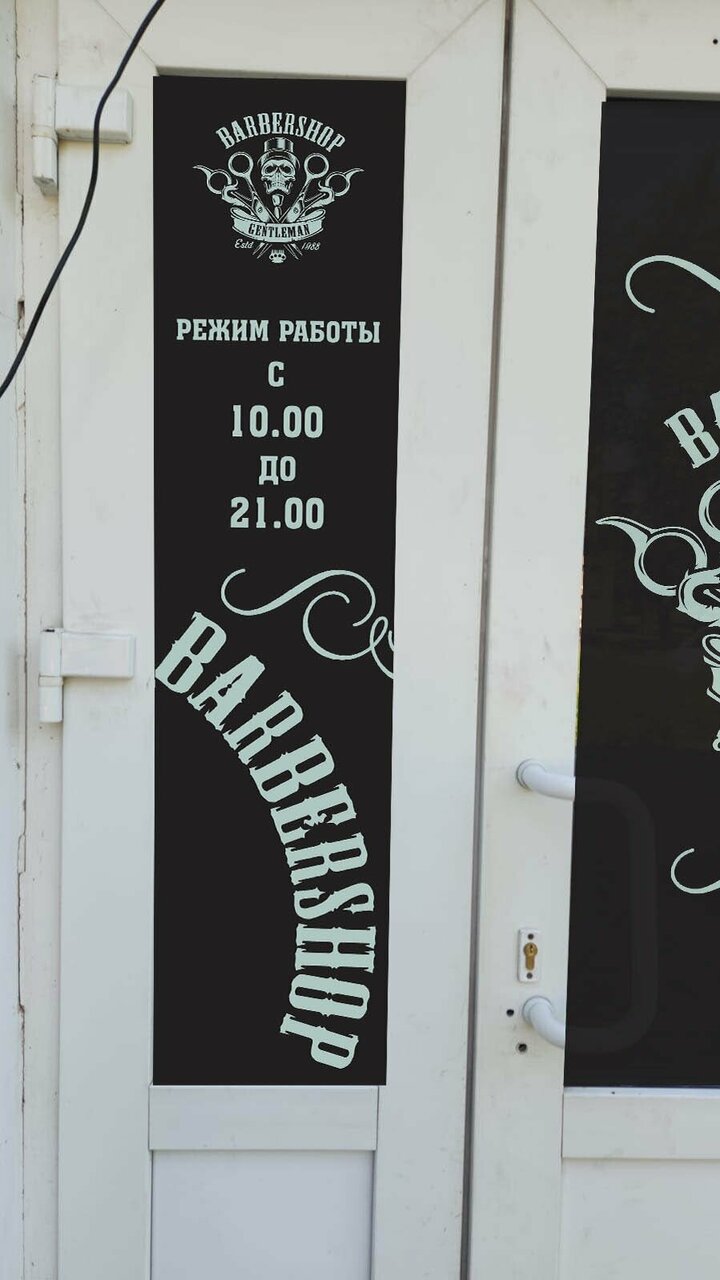 BARBERSHOP
GENTLEMAN
Estd 1988
РЕЖИМ РАБОТЫ
С
10.00
ДО
21.00
BARBERSHOP